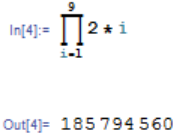 In[4]:=
9
∏ 2 * i
i=1
Out[4]= 185 794 560